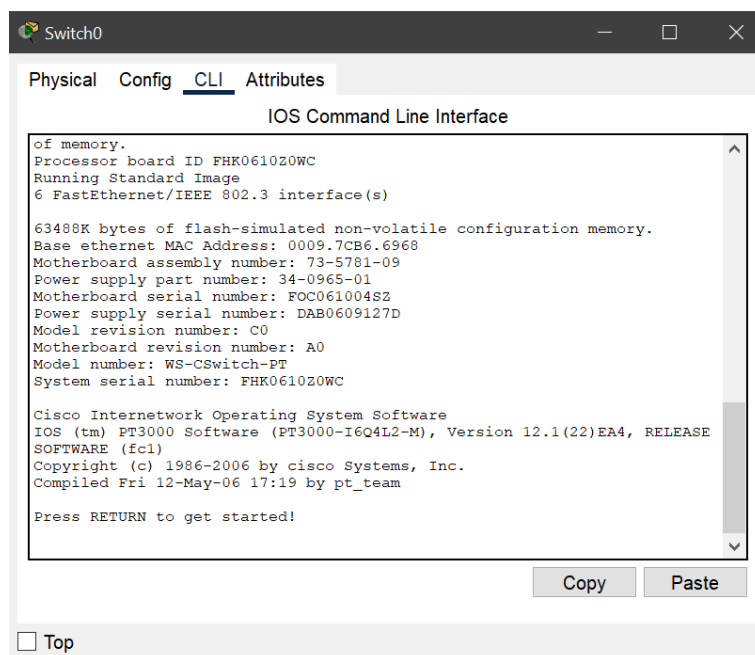 Switch0
Physical Config CLI Attributes
IOS Command Line Interface
of memory.
Processor board ID FHK0610Z0WC
Running Standard Image
6 FastEthernet/IEEE 802.3 interface(s)
63488K bytes of flash-simulated non-volatile configuration memory.
Base ethernet MAC Address: 0009.7CB6.6968
Motherboard assembly number: 73-5781-09
Power supply part number: 34-0965-01
Motherboard serial number: FOC061004SZ
Power supply serial number: DAB0609127D
Model revision number: C0
Motherboard revision number: A0
Model number: WS-CSwitch-PT
System serial number: FHK0610Z0WC
Cisco Internetwork Operating System Software
IOS (tm) PT3000 Software (PT3000-I6Q4L2-M), Version 12.1(22)EA4, RELEASE
SOFTWARE (fc1)
Copyright (c) 1986-2006 by cisco Systems, Inc.
Compiled Fri 12-May-06 17:19 by pt_team
Press RETURN to get started!
Copy Paste
Top